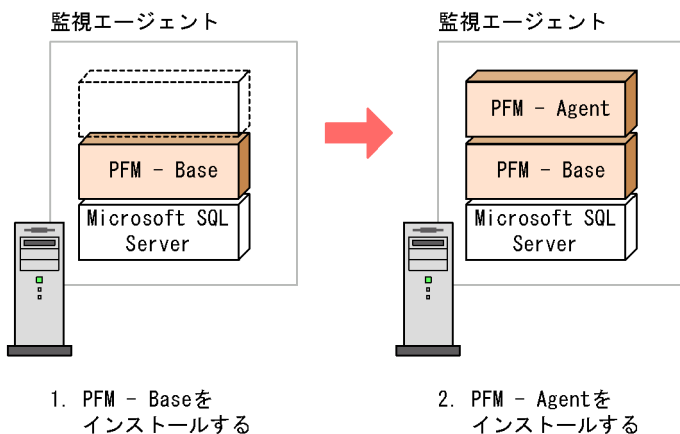 監視エージェント
PFM - Base
Microsoft SQL
Server
1. PFM - Baseを
インストールする
監視エージェント
PFM - Agent
PFM - Base
Microsoft SQL
Server
2. PFM - Agentを
インストールする